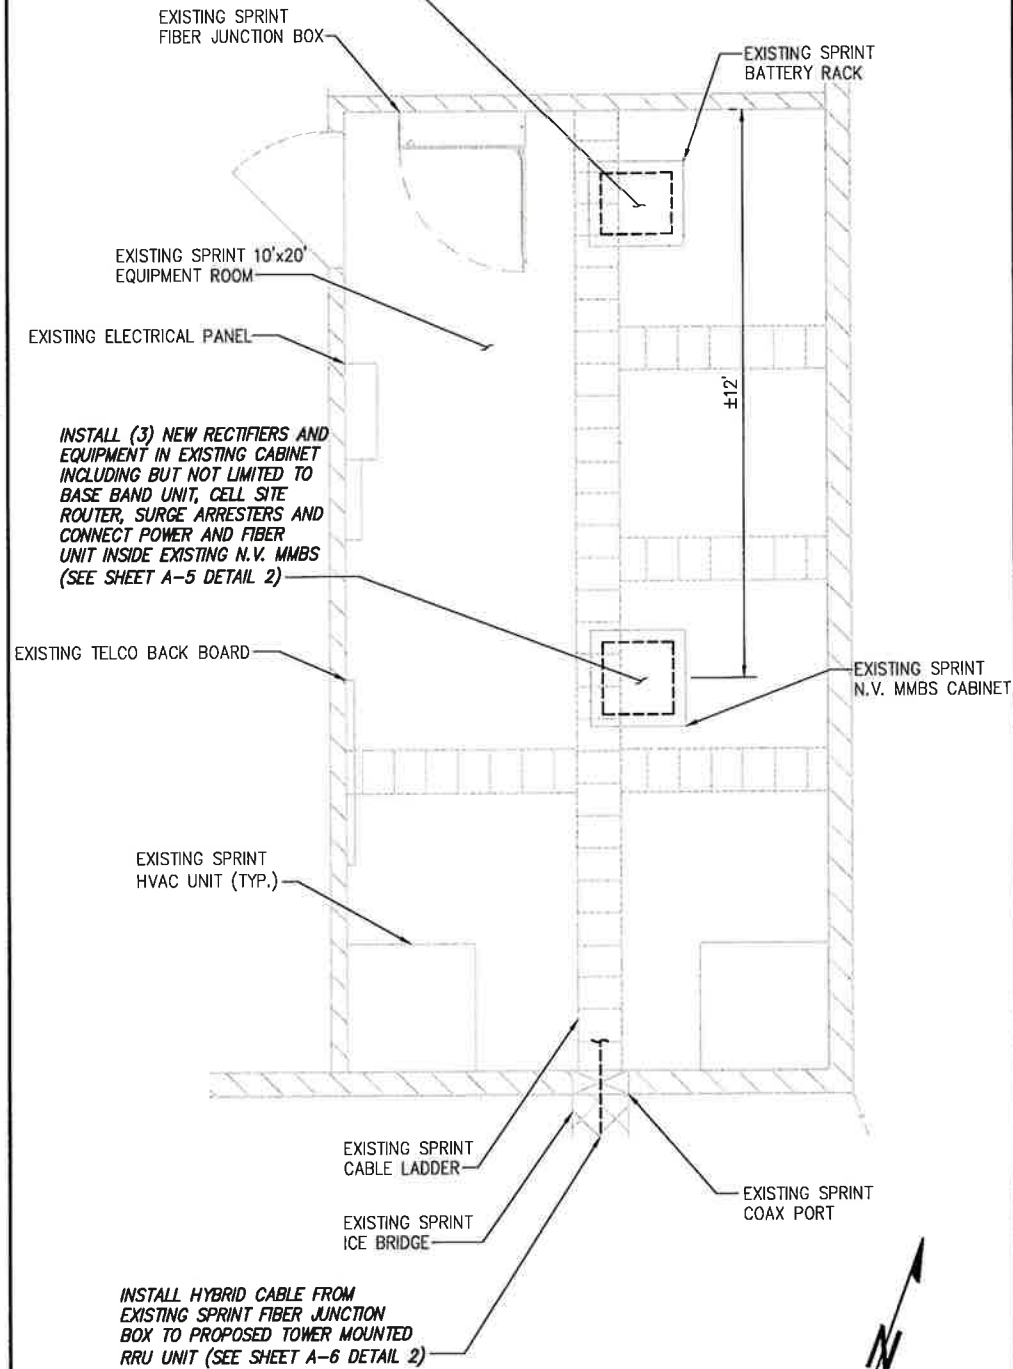 EXISTING SPRINT
FIBER JUNCTION BOX
EXISTING SPRINT
BATTERY RACK
EXISTING SPRINT 10'x20'
EQUIPMENT ROOM
EXISTING ELECTRICAL PANEL
±12'
INSTALL (3) NEW RECTIFIERS AND
EQUIPMENT IN EXISTING CABINET
INCLUDING BUT NOT LIMITED TO
BASE BAND UNIT, CELL SITE
ROUTER, SURGE ARRESTERS AND
CONNECT POWER AND FIBER
UNIT INSIDE EXISTING N.V. MMBS
(SEE SHEET A-5 DETAIL 2)
EXISTING TELCO BACK BOARD
EXISTING SPRINT
N.V. MMBS CABINET
EXISTING SPRINT
HVAC UNIT (TYP.)
EXISTING SPRINT
CABLE LADDER
EXISTING SPRINT
COAX PORT
EXISTING SPRINT
ICE BRIDGE
INSTALL HYBRID CABLE FROM
EXISTING SPRINT FIBER JUNCTION
BOX TO PROPOSED TOWER MOUNTED
RRU UNIT (SEE SHEET A-6 DETAIL 2)
N